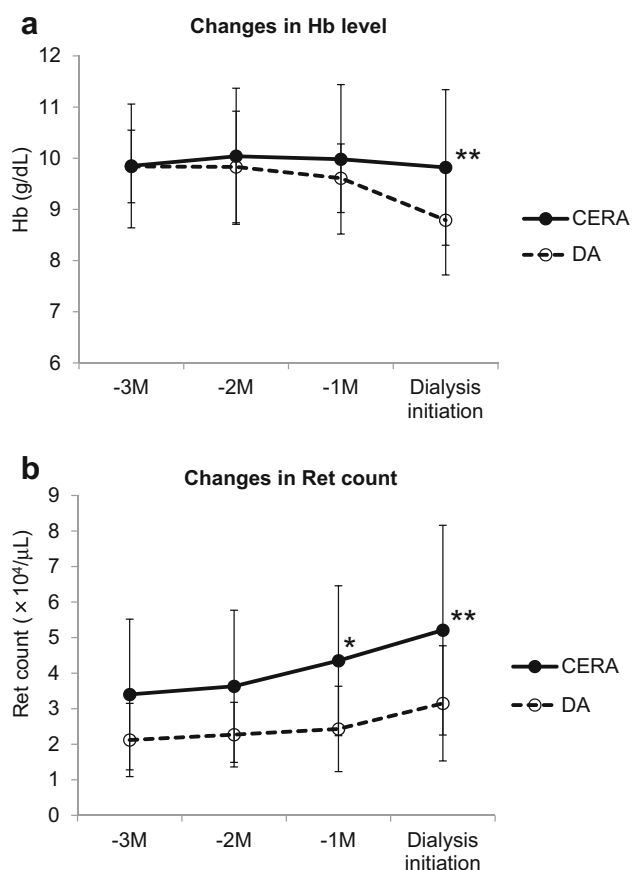 a
Changes in Hb level
12
11
10
9
8
7
6
Hb (g/dL)
**
CERA
DA
-3M
-2M
-1M
Dialysis
initiation
b
Changes in Ret count
9
8
7
6
5
4
3
2
1
0
Ret count (×10⁴/μL)
*
**
CERA
DA
-3M
-2M
-1M
Dialysis
initiation